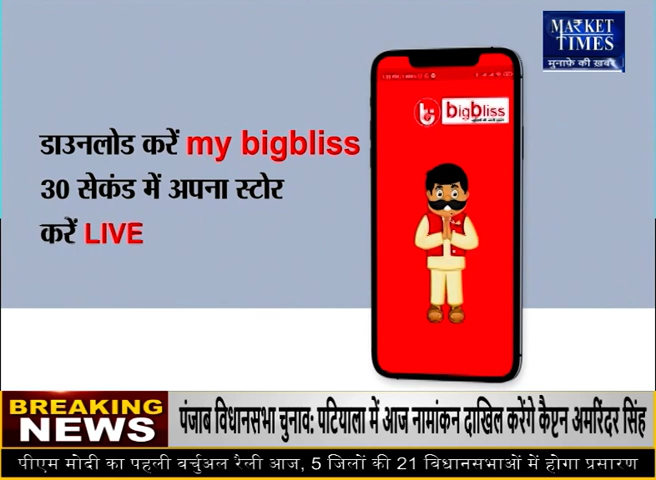 MARKET
TIMES
मुनाफे की ख़बर
bigbliss
डाउनलोड करें my bigbliss
30 सेकंड में अपना स्टोर
करें LIVE
BREAKING
NEWS
पंजाब विधानसभा चुनाव: पटियाला में आज नामांकन दाखिल करेंगे कैप्टन अमरिंदर सिंह
पीएम मोदी का पहली वर्चुअल रैली आज, 5 जिलों की 21 विधानसभाओं में होगा प्रसारण